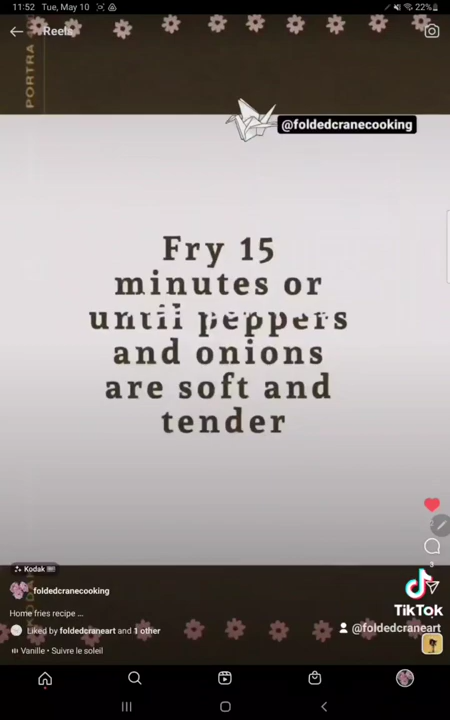 11:52 Tue, May 10
22%
Reels
PORTRA
@foldedcranecooking
Fry 15
minutes or
until peppers
and onions
are soft and
tender
Kodak
foldedcranecooking
Home fries recipe ...
Liked by foldedcraneart and 1 other
Vanille • Suivre le soleil
3
TikTok
@foldedcraneart